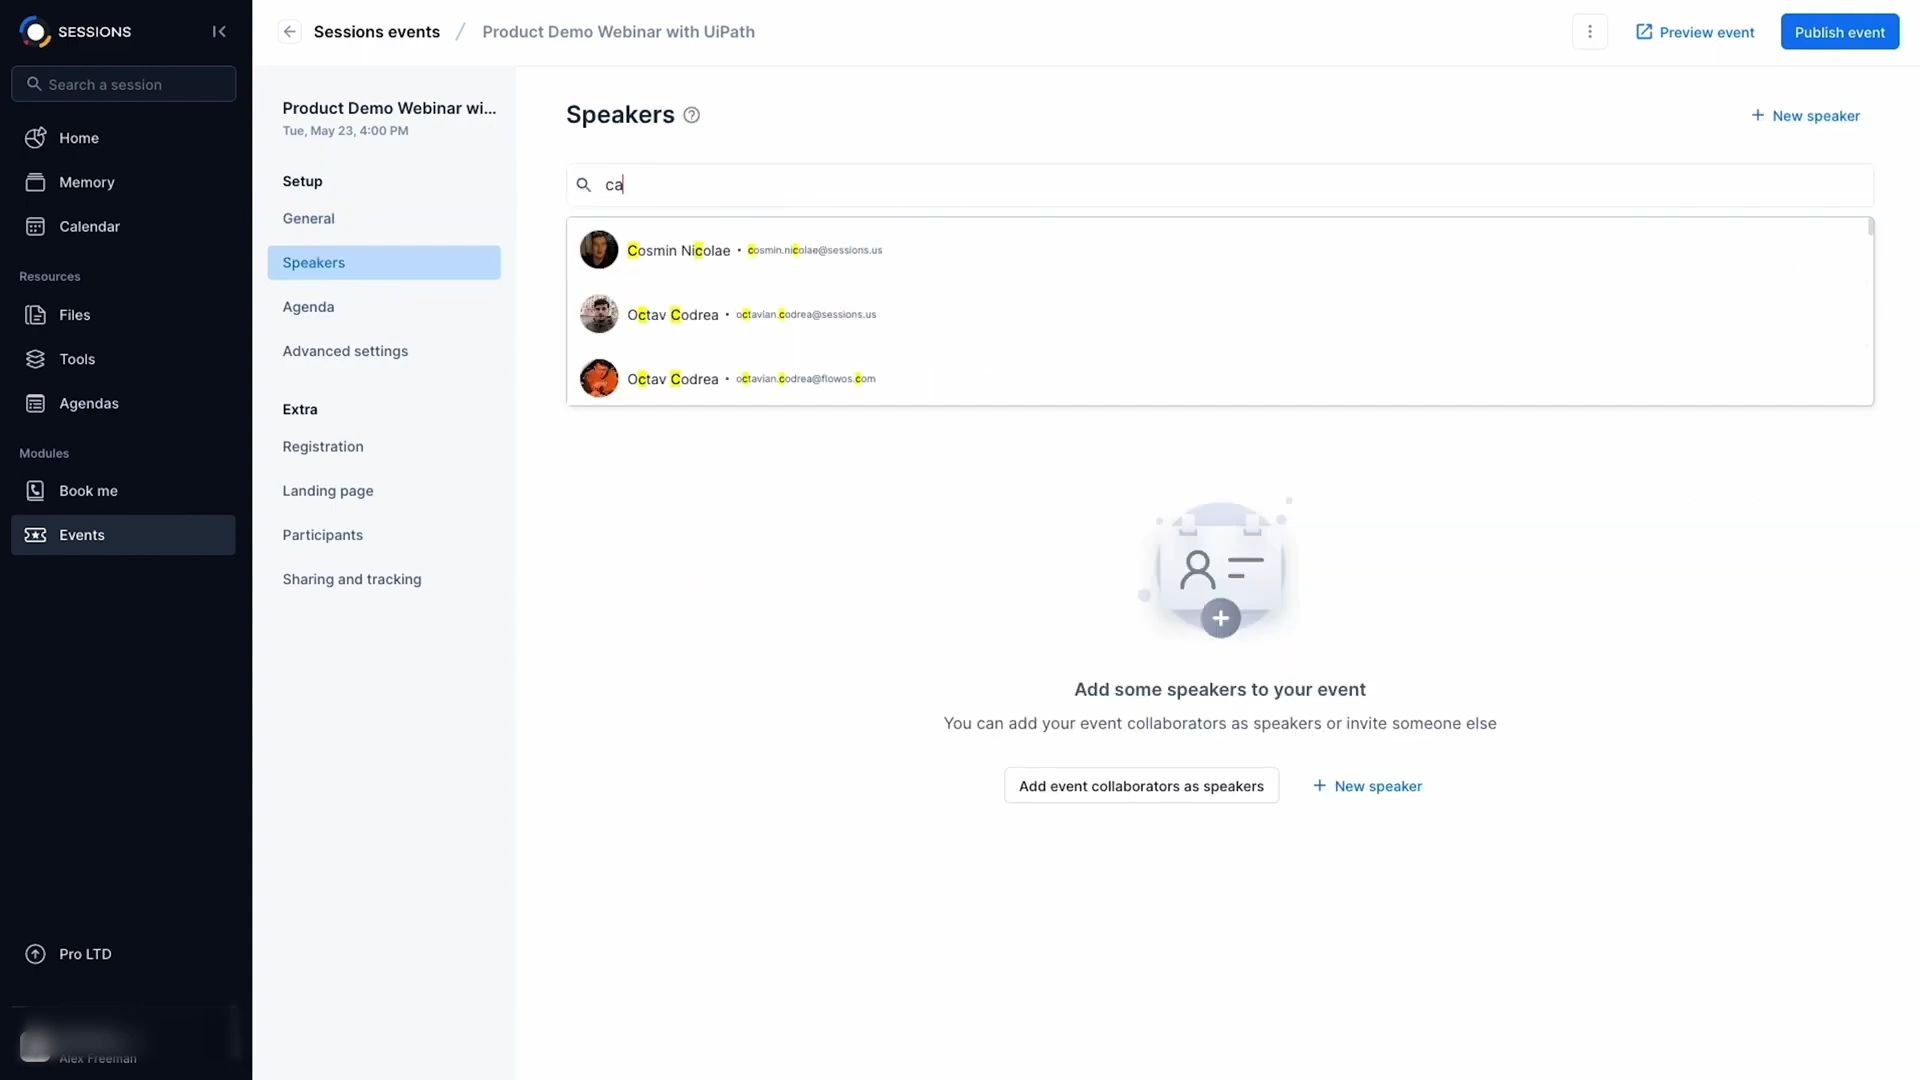 SESSIONS
Search a session
Home
Memory
Calendar
Resources
Files
Tools
Agendas
Modules
Book me
Events
Pro LTD
Alex Freeman
Sessions events / Product Demo Webinar with UiPath
Preview event
Publish event
Product Demo Webinar wi...
Tue, May 23, 4:00 PM
Setup
General
Speakers
Agenda
Advanced settings
Extra
Registration
Landing page
Participants
Sharing and tracking
Speakers ?
+ New speaker
ca
Cosmin Nicolae • cosmin.nicolae@sessions.us
Octav Codrea • octavian.codrea@sessions.us
Octav Codrea • octavian.codrea@flowos.com
Add some speakers to your event
You can add your event collaborators as speakers or invite someone else
Add event collaborators as speakers
+ New speaker